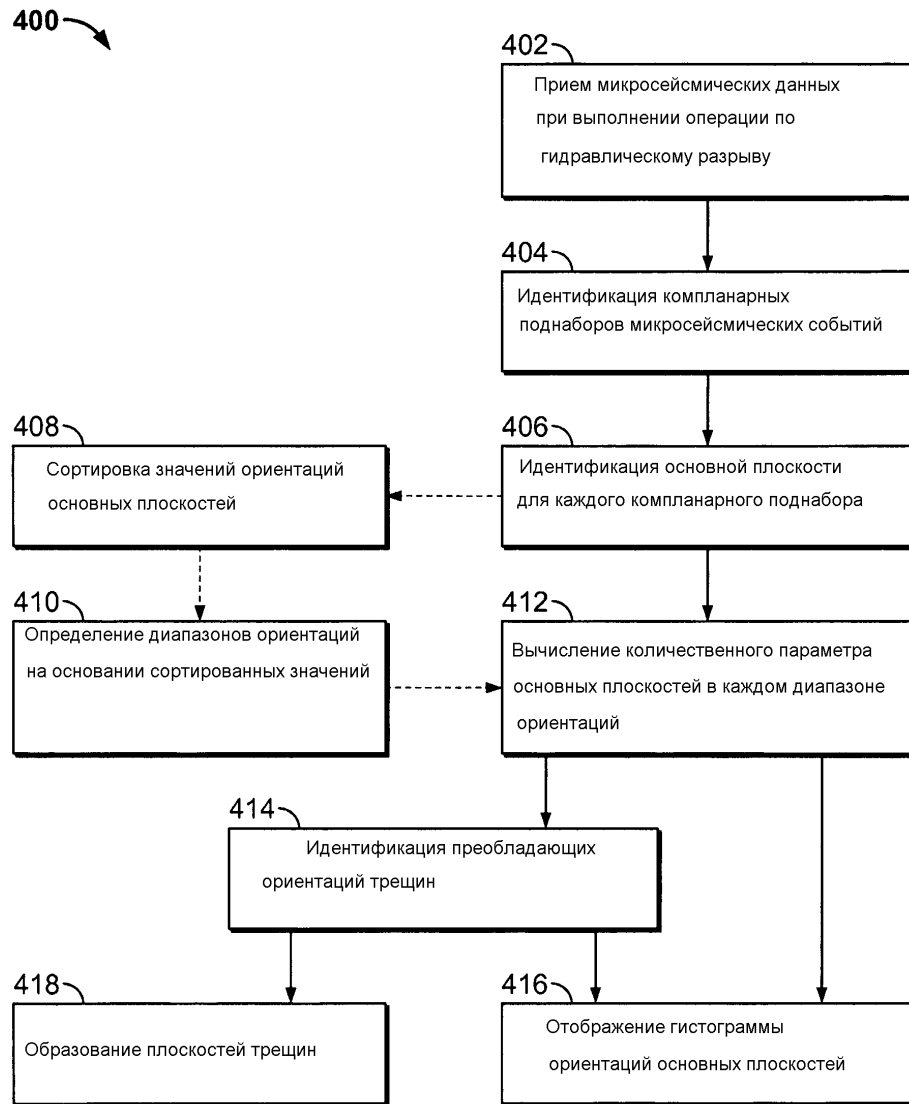 400
402
Прием микросейсмических данных
при выполнении операции по
гидравлическому разрыву
404
Идентификация компланарных
поднаборов микросейсмических событий
408
Сортировка значений ориентаций
основных плоскостей
406
Идентификация основной плоскости
для каждого компланарного поднабора
410
Определение диапазонов ориентаций
на основании сортированных значений
412
Вычисление количественного параметра
основных плоскостей в каждом диапазоне
ориентаций
414
Идентификация преобладающих
ориентаций трещин
418
Образование плоскостей трещин
416
Отображение гистограммы
ориентаций основных плоскостей